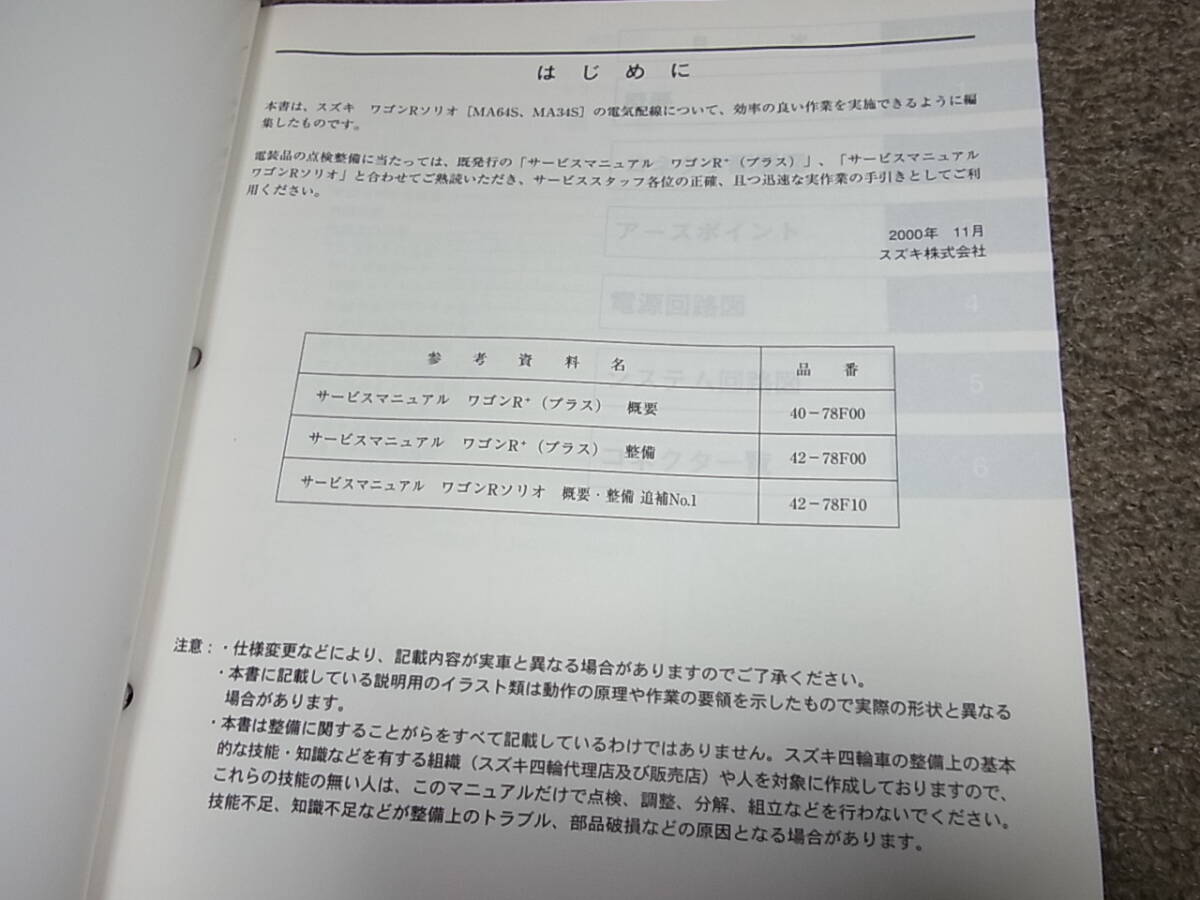 はじめに
本書は、スズキ　ワゴンRソリオ［MA64S、MA34S］の電気配線について、効率の良い作業を実施できるように編
集したものです。
電装品の点検整備に当たっては、既発行の「サービスマニュアル　ワゴンR⁺（プラス）」、「サービスマニュアル
ワゴンRソリオ」と合わせてご熟読いただき、サービススタッフ各位の正確、且つ迅速な実作業の手引きとしてご利
用ください。
2000年　11月
スズキ株式会社
参考資料名　品番
サービスマニュアル　ワゴンR⁺（プラス）　概要　40－78F00
サービスマニュアル　ワゴンR⁺（プラス）　整備　42－78F00
サービスマニュアル　ワゴンRソリオ　概要・整備 追補No.1　42－78F10
注意：・仕様変更などにより、記載内容が実車と異なる場合がありますのでご了承ください。
・本書に記載している説明用のイラスト類は動作の原理や作業の要領を示したもので実際の形状と異なる
場合があります。
・本書は整備に関することがらをすべて記載しているわけではありません。スズキ四輪車の整備上の基本
的な技能・知識などを有する組織（スズキ四輪代理店及び販売店）や人を対象に作成しておりますので、
これらの技能の無い人は、このマニュアルだけで点検、調整、分解、組立などを行わないでください。
技能不足、知識不足などが整備上のトラブル、部品破損などの原因となる場合があります。
目次
アースポイント
電源回路図　4
システム回路図　5
コネクター覧　6